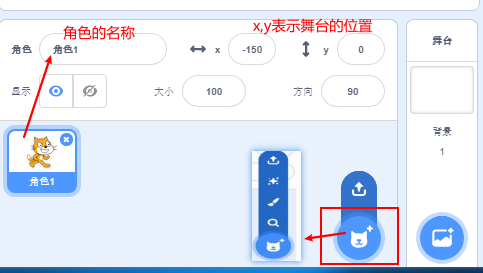 角色的名称
x,y表示舞台的位置
角色 角色1 x -150 y 0 舞台
显示 大小 100 方向 90
背景
1
角色1